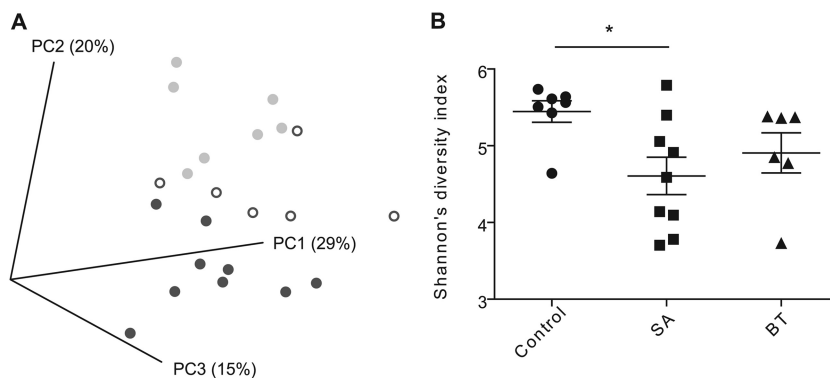 A
PC2 (20%)
PC1 (29%)
PC3 (15%)
B
*
Shannon's diversity index
6
5
4
3
Control
SA
BT